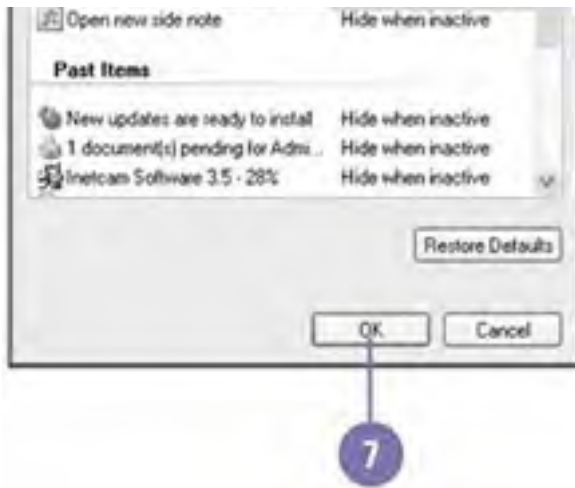 Open new side note Hide when inactive
Past Items
New updates are ready to install Hide when inactive
1 document(s) pending for Admi... Hide when inactive
Inetcam Software 3.5 - 28% Hide when inactive
Restore Defaults
OK Cancel
7